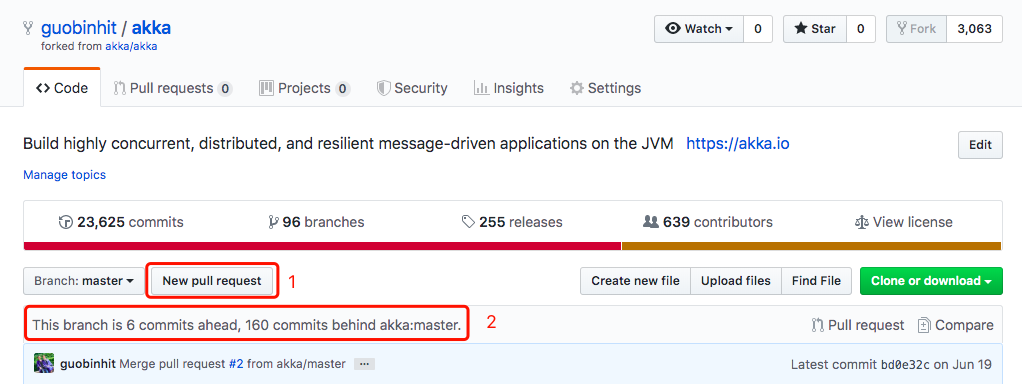 guobinhit / akka
forked from akka/akka
Watch 0 Star 0 Fork 3,063
Code Pull requests 0 Projects 0 Security Insights Settings
Build highly concurrent, distributed, and resilient message-driven applications on the JVM https://akka.io Edit
Manage topics
23,625 commits 96 branches 255 releases 639 contributors View license
Branch: master New pull request 1 Create new file Upload files Find File Clone or download
This branch is 6 commits ahead, 160 commits behind akka:master. 2 Pull request Compare
guobinhit Merge pull request #2 from akka/master ... Latest commit bd0e32c on Jun 19